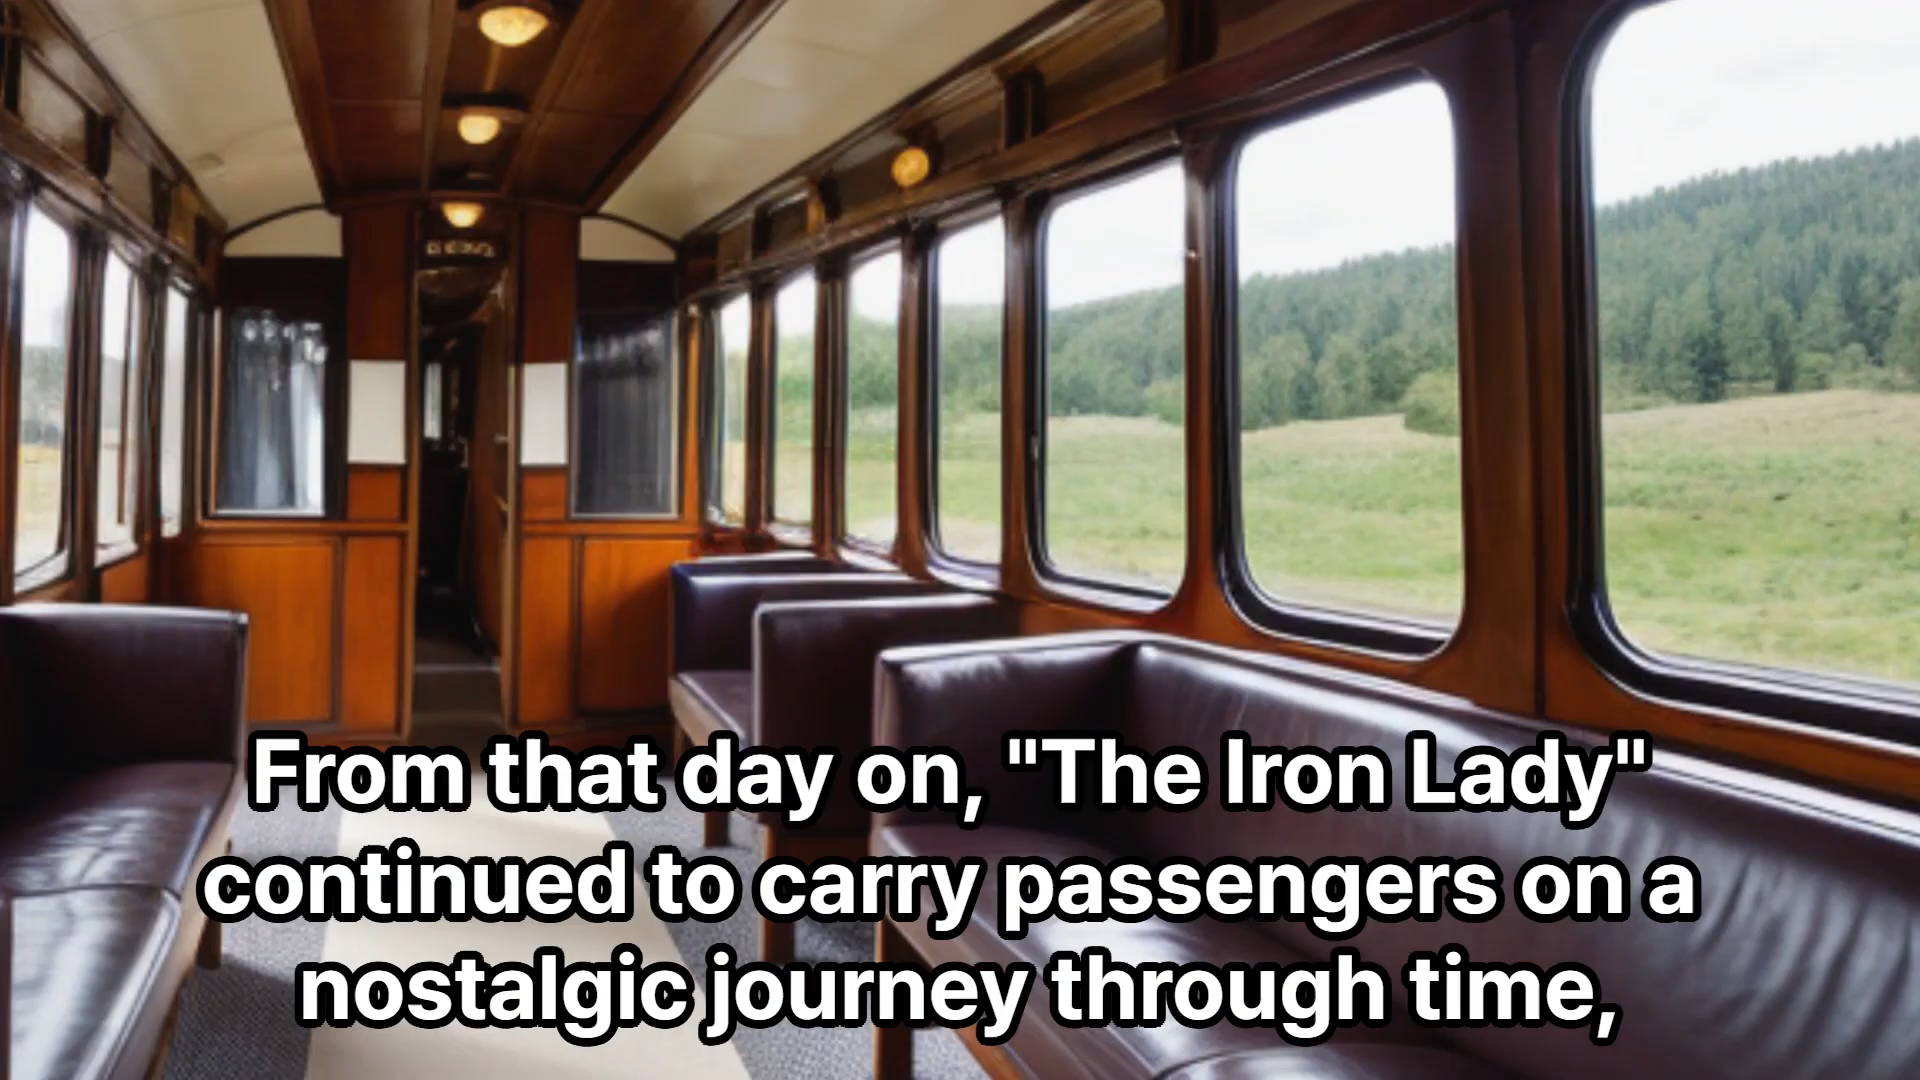 From that day on, "The Iron Lady"
continued to carry passengers on a
nostalgic journey through time,